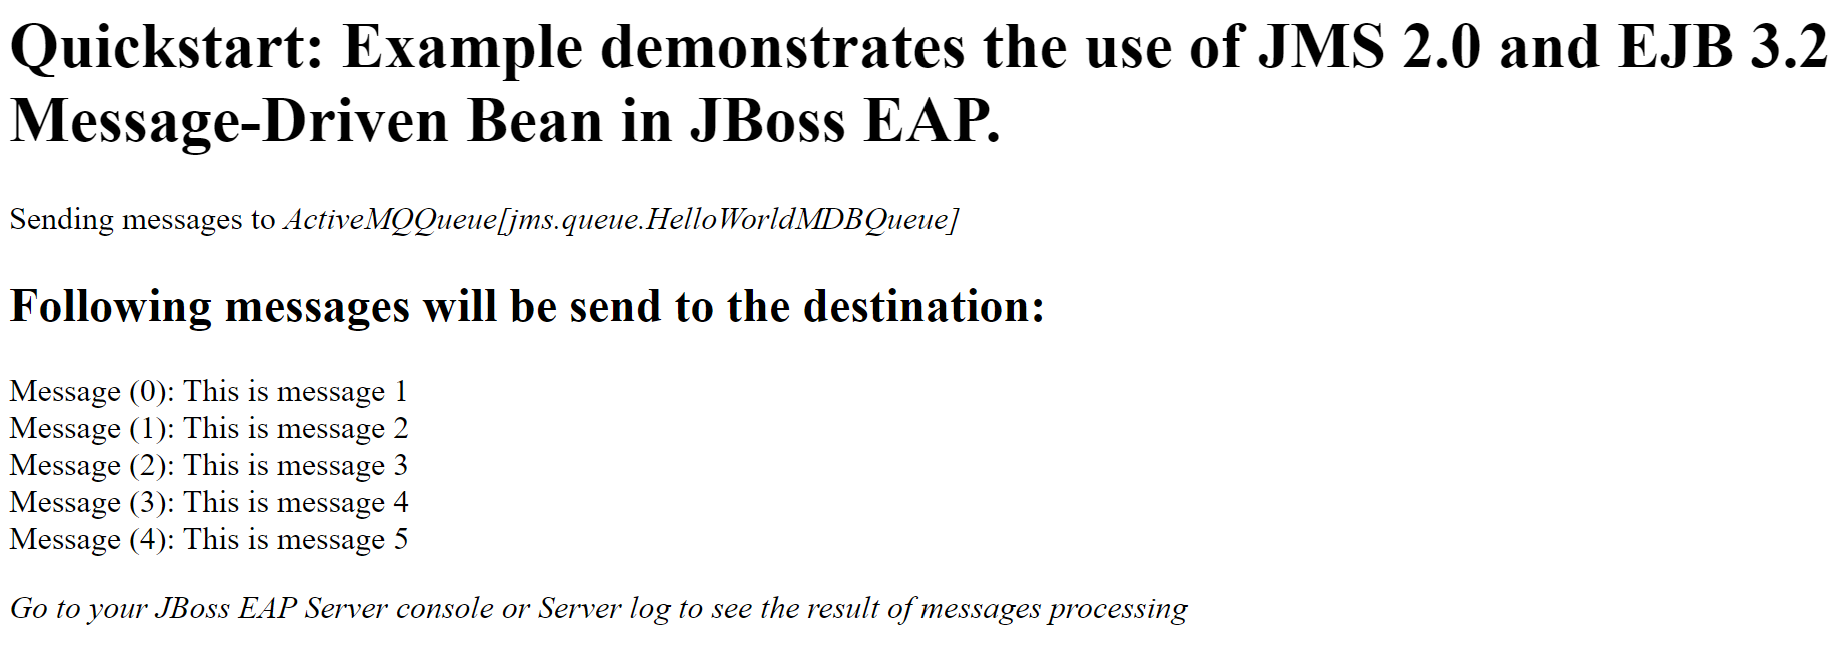 Quickstart: Example demonstrates the use of JMS 2.0 and EJB 3.2
Message-Driven Bean in JBoss EAP.
Sending messages to ActiveMQQueue[jms.queue.HelloWorldMDBQueue]
Following messages will be send to the destination:
Message (0): This is message 1
Message (1): This is message 2
Message (2): This is message 3
Message (3): This is message 4
Message (4): This is message 5
Go to your JBoss EAP Server console or Server log to see the result of messages processing